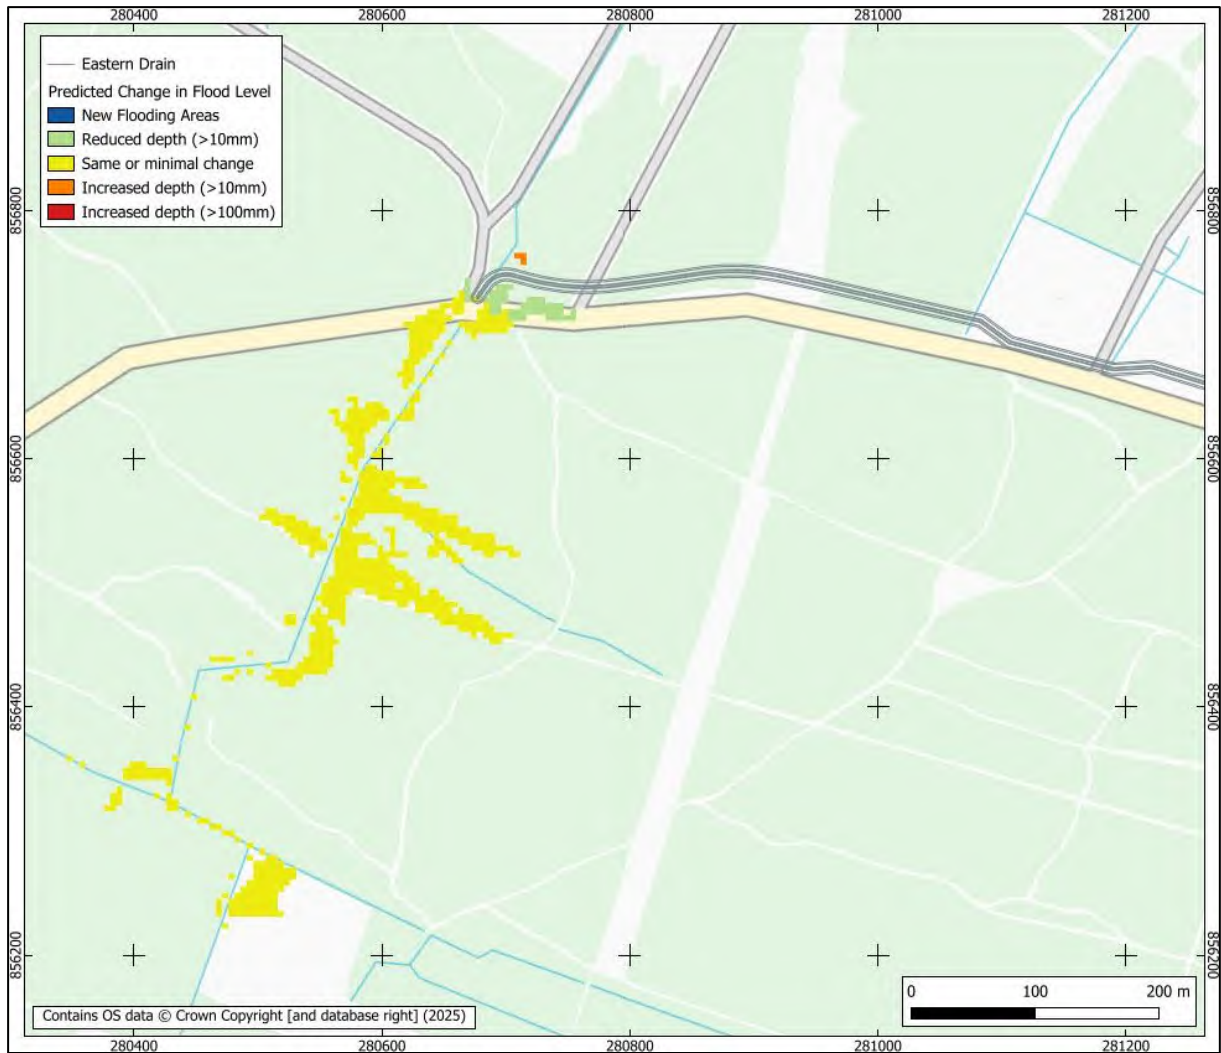 280400 280600 280800 281000 281200
Eastern Drain
Predicted Change in Flood Level
New Flooding Areas
Reduced depth (>10mm)
Same or minimal change
Increased depth (>10mm)
Increased depth (>100mm)
856800 856800
856600 856600
856400 856400
856200 856200
0 100 200 m
Contains OS data © Crown Copyright [and database right] (2025)
280400 280600 280800 281000 281200